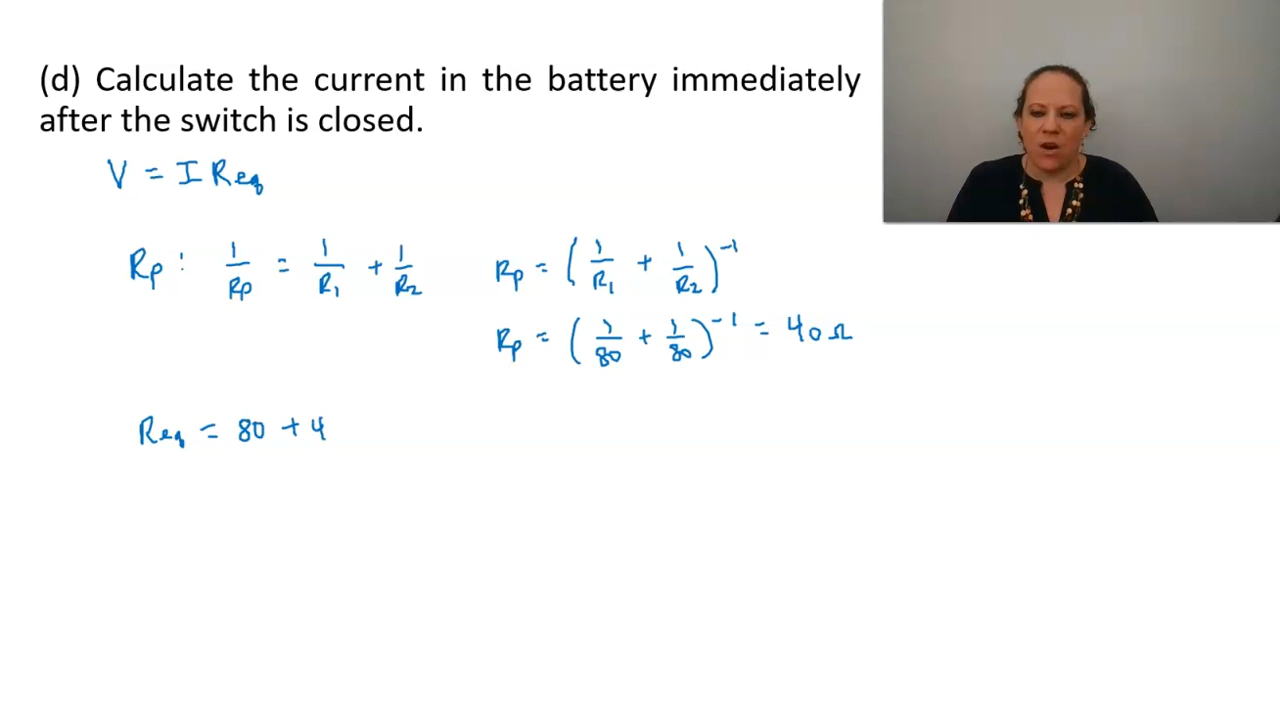 (d) Calculate the current in the battery immediately
after the switch is closed.
V = I Req
Rp : 1/Rp = 1/R1 + 1/R2
Rp = (1/R1 + 1/R2)^-1
Rp = (1/80 + 1/80)^-1 = 40Ω
Req = 80 + 4